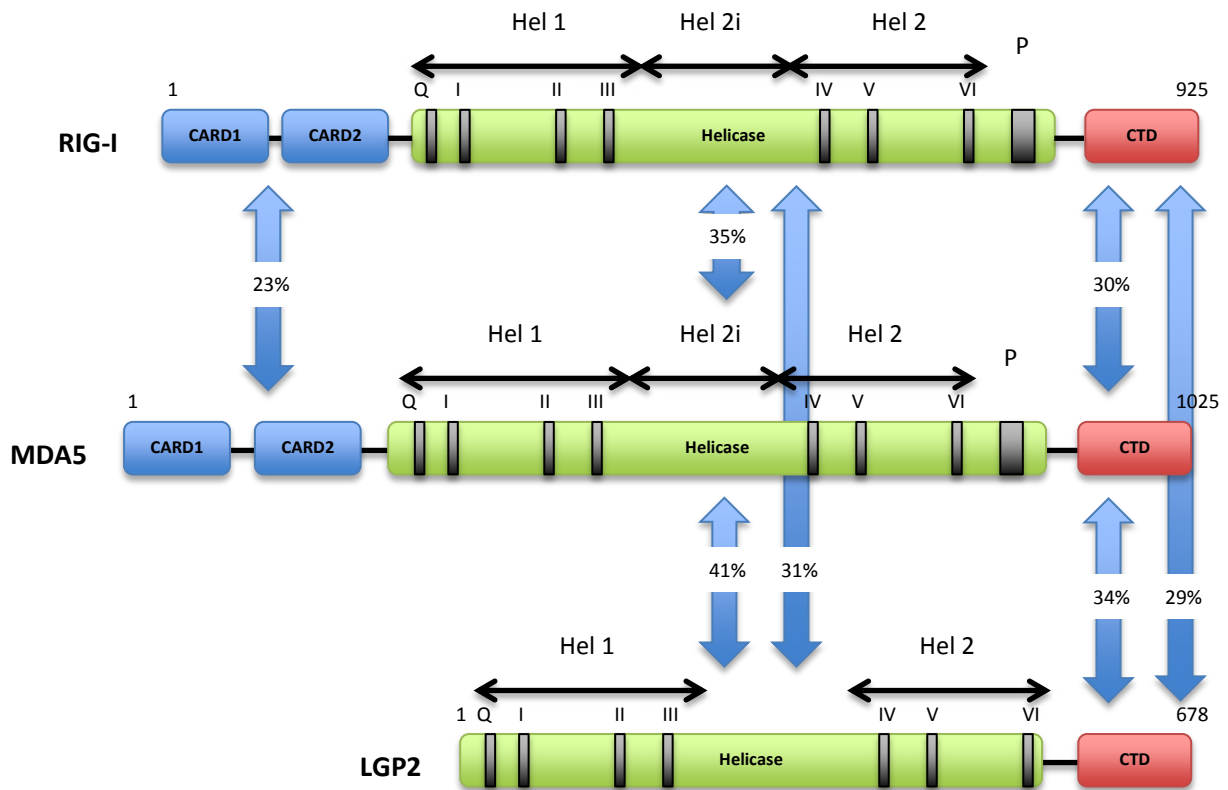 Hel 1 Hel 2i Hel 2
P
1 Q I II III IV V VI 925
RIG-I CARD1 CARD2 Helicase CTD
35%
23% 30%
Hel 1 Hel 2i Hel 2
P
1 Q I II III IV V VI 1025
MDA5 CARD1 CARD2 Helicase CTD
41% 31% 34% 29%
Hel 1 Hel 2
1 Q I II III IV V VI 678
LGP2 Helicase CTD